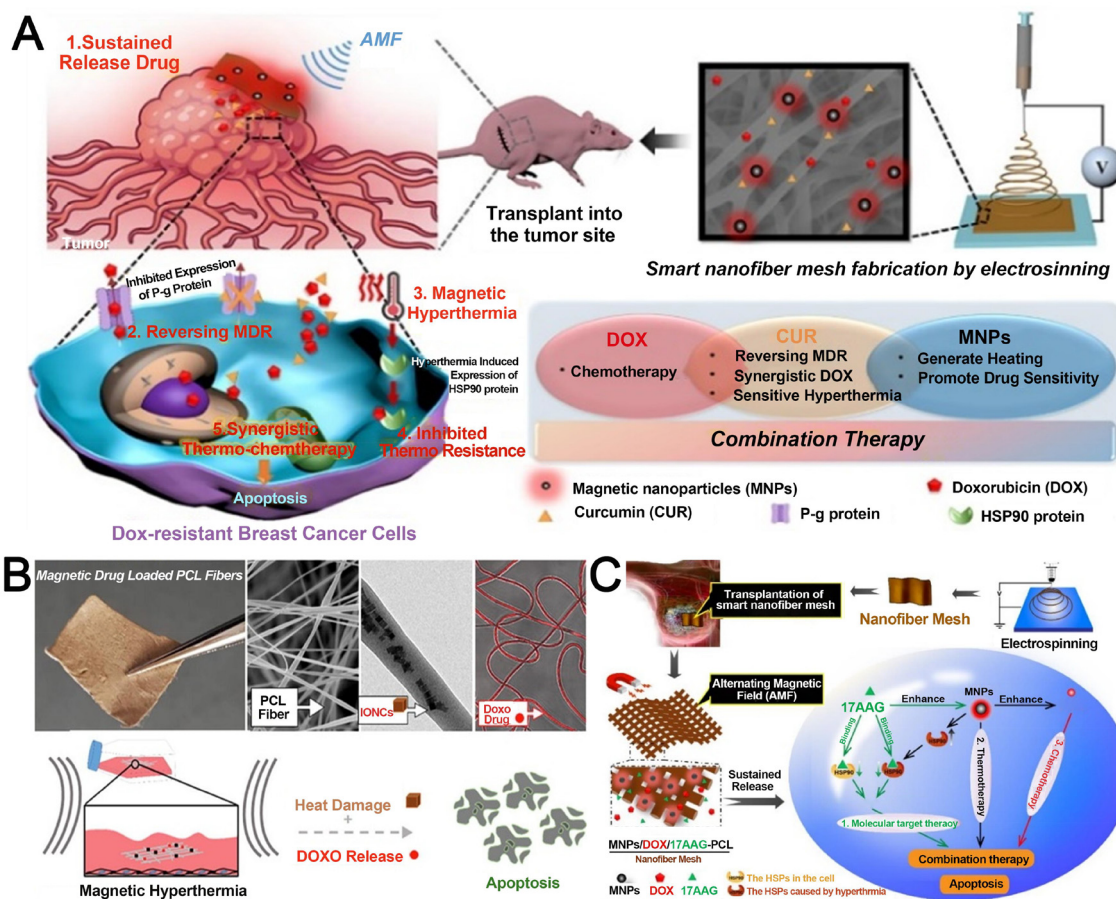 A
1.Sustained
Release Drug
AMF
Tumor
Transplant into
the tumor site
V
Smart nanofiber mesh fabrication by electrosinning
Inhibited Expression
of P-g Protein
2. Reversing MDR
3. Magnetic
Hyperthermia
Hyperthermia Induced
Expression of
HSP90 protein
4. Inhibited
Thermo Resistance
5.Synergistic
Thermo-chemtherapy
Apoptosis
Dox-resistant Breast Cancer Cells
DOX
* Chemotherapy
CUR
* Reversing MDR
* Synergistic DOX
* Sensitive Hyperthermia
MNPs
* Generate Heating
* Promote Drug Sensitivity
Combination Therapy
Magnetic nanoparticles (MNPs)
Doxorubicin (DOX)
Curcumin (CUR)
P-g protein
HSP90 protein
B
Magnetic Drug Loaded PCL Fibers
PCL
Fiber
IONCs
Doxo
Drug
Magnetic Hyperthermia
Heat Damage
+
DOXO Release
Apoptosis
C
Transplantation of
smart nanofiber mesh
Nanofiber Mesh
Electrospinning
Alternating Magnetic
Field (AMF)
Sustained
Release
MNPs/DOX/17AAG-PCL
Nanofiber Mesh
MNPs
DOX
17AAG
HSP90
The HSPs in the cell
HSP90
The HSPs caused by hyperthrmia
17AAG
Enhance
MNPs
Enhance
Binding
Binding
HSP90
HSP90
HSP90
1. Molecular target theraoy
2. Thermotherapy
3. Chemotherapy
Combination therapy
Apoptosis